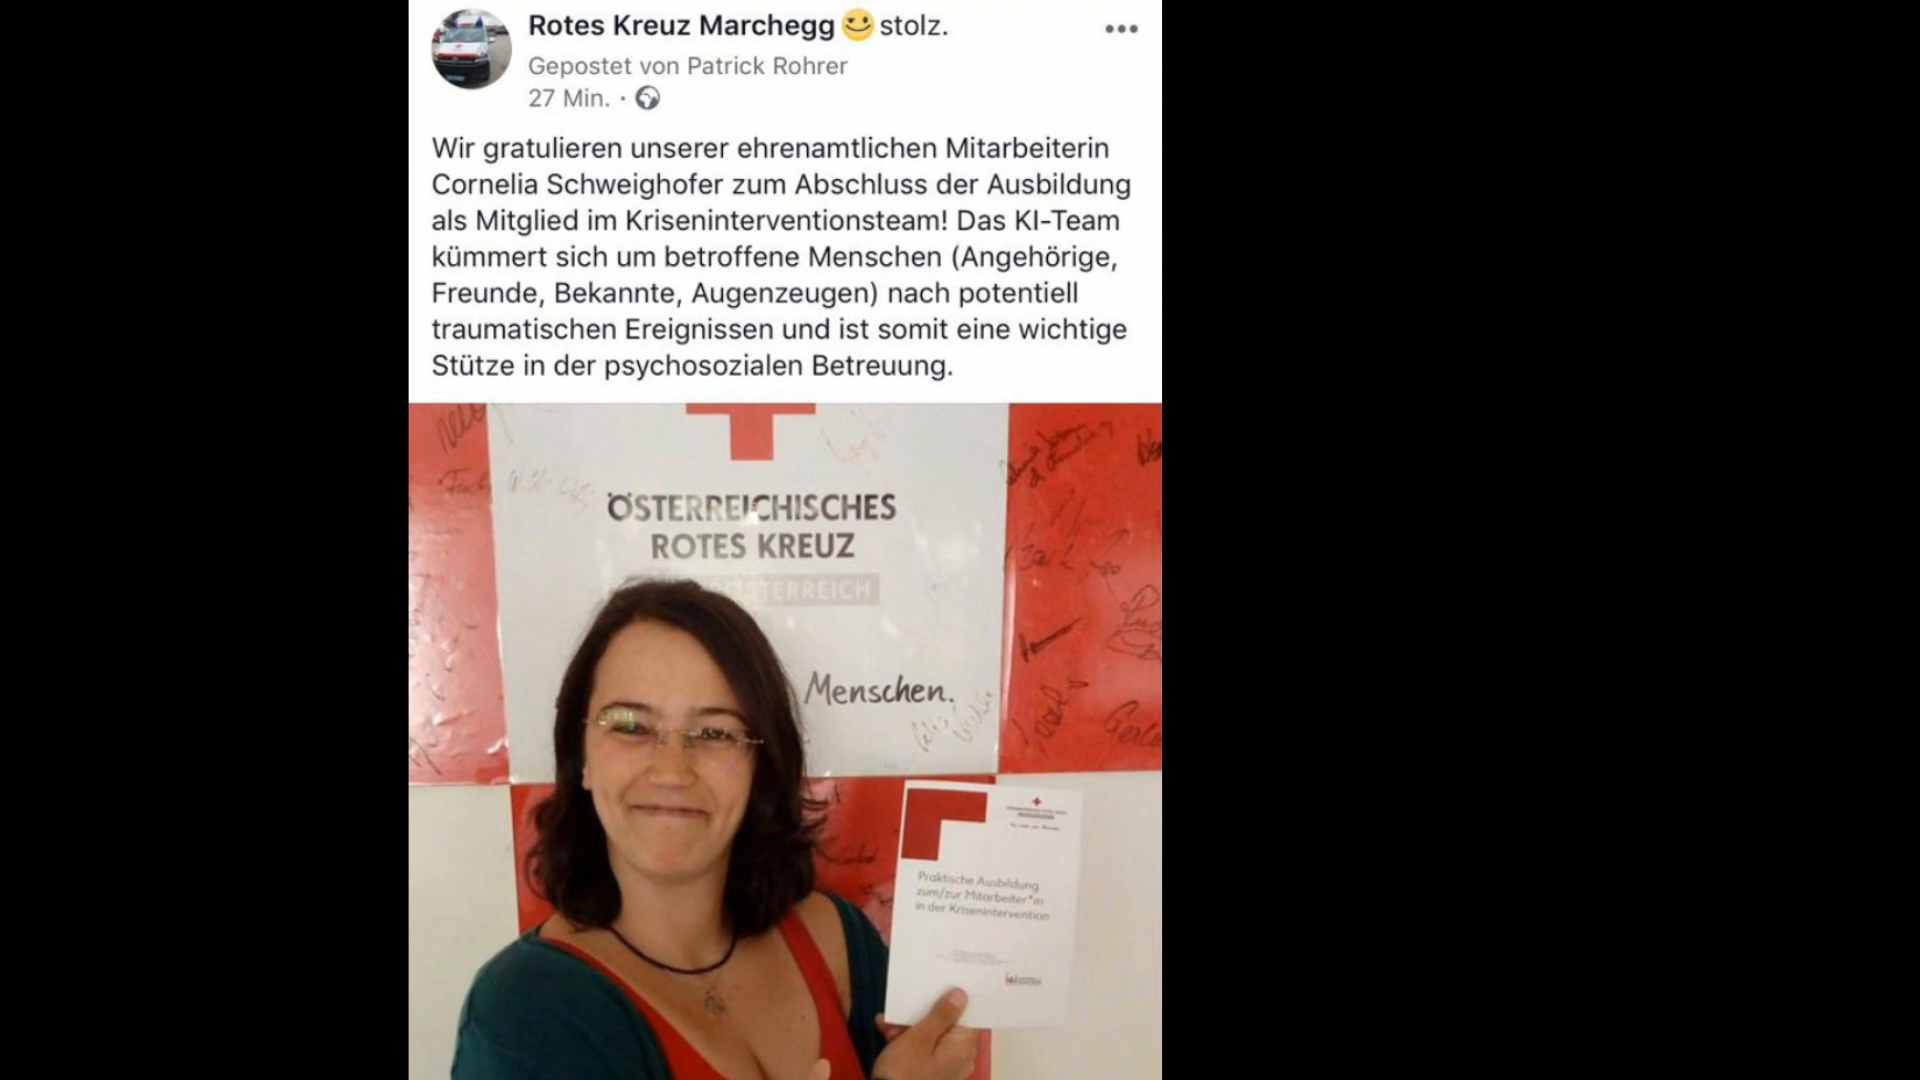 Rotes Kreuz Marchegg 😉 stolz.
Gepostet von Patrick Rohrer
27 Min. ·
Wir gratulieren unserer ehrenamtlichen Mitarbeiterin
Cornelia Schweighofer zum Abschluss der Ausbildung
als Mitglied im Kriseninterventionsteam! Das KI-Team
kümmert sich um betroffene Menschen (Angehörige,
Freunde, Bekannte, Augenzeugen) nach potentiell
traumatischen Ereignissen und ist somit eine wichtige
Stütze in der psychosozialen Betreuung.
ÖSTERREICHISCHES
ROTES KREUZ
Menschen.
Praktische Ausbildung
zum/zur Mitarbeiter*in
in der Krisenintervention